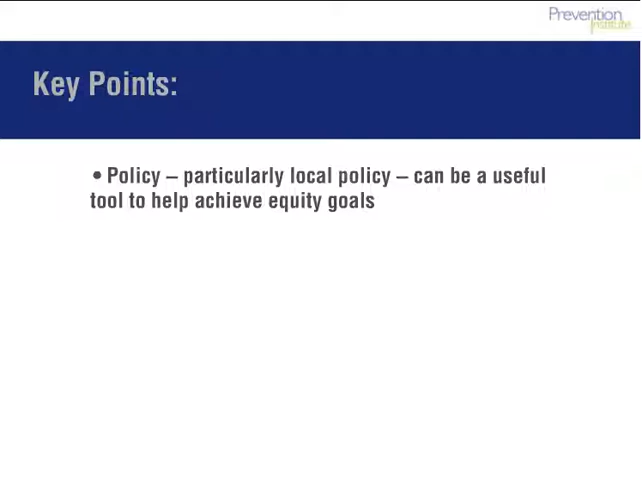 Prevention
Institute
Key Points:
• Policy – particularly local policy – can be a useful
tool to help achieve equity goals